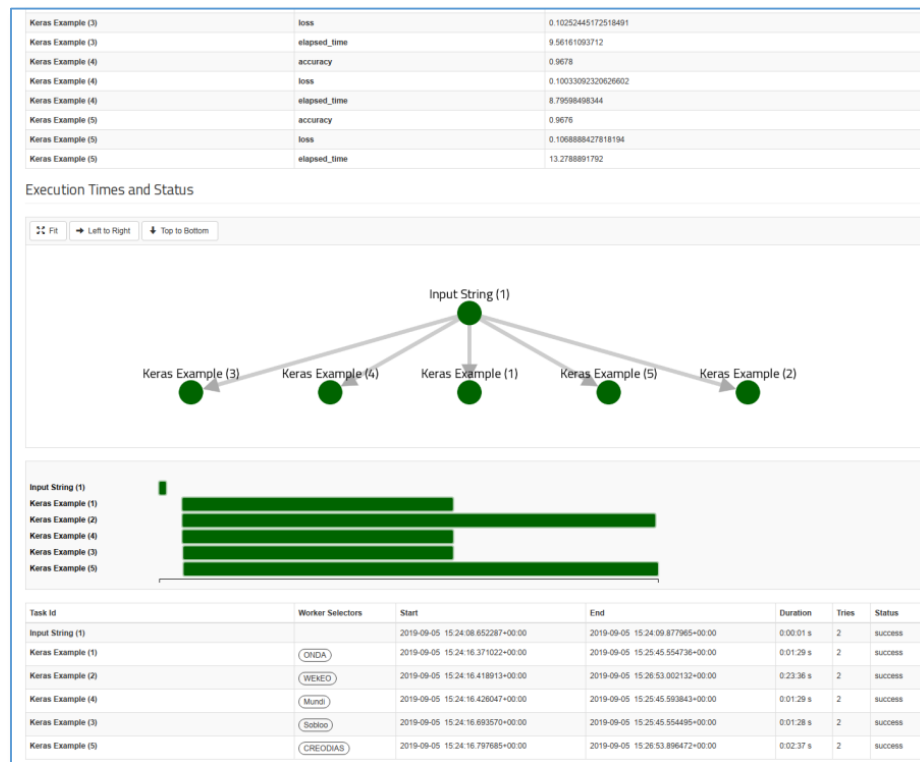 Keras Example (3) loss 0.10252445172518491
Keras Example (3) elapsed_time 9.56161093712
Keras Example (4) accuracy 0.9678
Keras Example (4) loss 0.10033092320626602
Keras Example (4) elapsed_time 8.79598498344
Keras Example (5) accuracy 0.9676
Keras Example (5) loss 0.1068888427818194
Keras Example (5) elapsed_time 13.2788891792
Execution Times and Status
Fit Left to Right Top to Bottom
Input String (1)
Keras Example (3) Keras Example (4) Keras Example (1) Keras Example (5) Keras Example (2)
Input String (1)
Keras Example (1)
Keras Example (2)
Keras Example (4)
Keras Example (3)
Keras Example (5)
Task Id Worker Selectors Start End Duration Tries Status
Input String (1) 2019-09-05 15:24:08.652287+00:00 2019-09-05 15:24:09.877965+00:00 0:00:01 s 2 success
Keras Example (1) ONDA 2019-09-05 15:24:16.371022+00:00 2019-09-05 15:25:45.554736+00:00 0:01:29 s 2 success
Keras Example (2) WEkEO 2019-09-05 15:24:16.418913+00:00 2019-09-05 15:26:53.002132+00:00 0:23:36 s 2 success
Keras Example (4) Mundi 2019-09-05 15:24:16.426047+00:00 2019-09-05 15:25:45.593843+00:00 0:01:29 s 2 success
Keras Example (3) Sobloo 2019-09-05 15:24:16.693570+00:00 2019-09-05 15:25:45.554495+00:00 0:01:28 s 2 success
Keras Example (5) CREODIAS 2019-09-05 15:24:16.797685+00:00 2019-09-05 15:26:53.896472+00:00 0:02:37 s 2 success